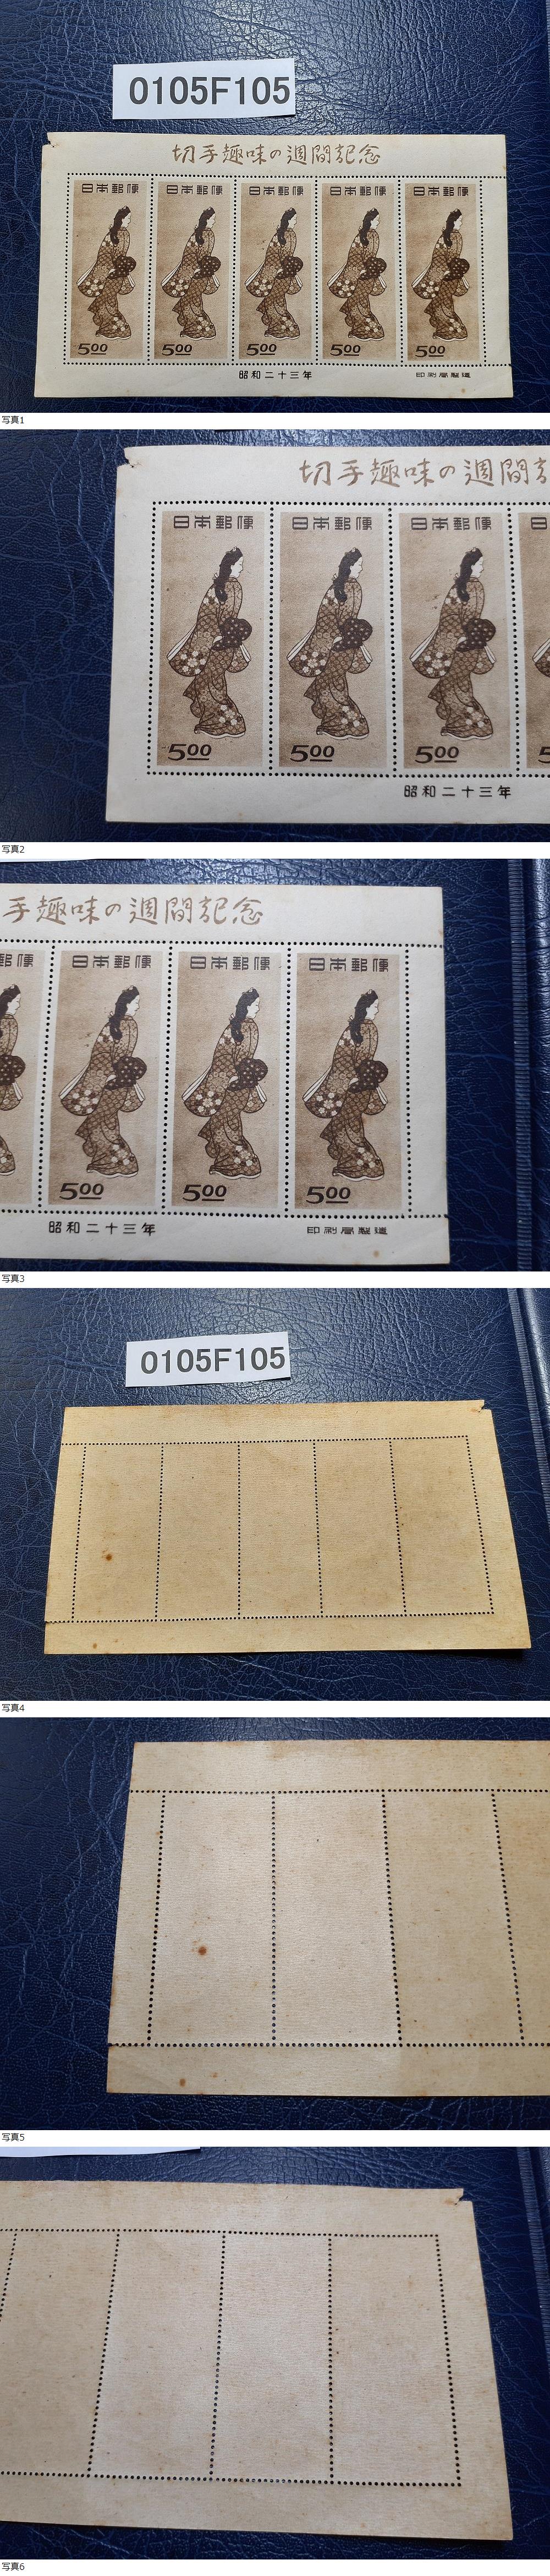 0105F105
切手趣味の週間記念
日本郵便 日本郵便 日本郵便 日本郵便 日本郵便
5.00 5.00 5.00 5.00 5.00
昭和二十三年 印刷局製造
写真1
切手趣味の週間
日本郵便 日本郵便 日本郵便
5.00 5.00 5.00
昭和二十三年
写真2
手趣味の週間記念
日本郵便 日本郵便 日本郵便
5.00 5.00 5.00
昭和二十三年 印刷局製造
写真3
0105F105
写真4
写真5
写真6